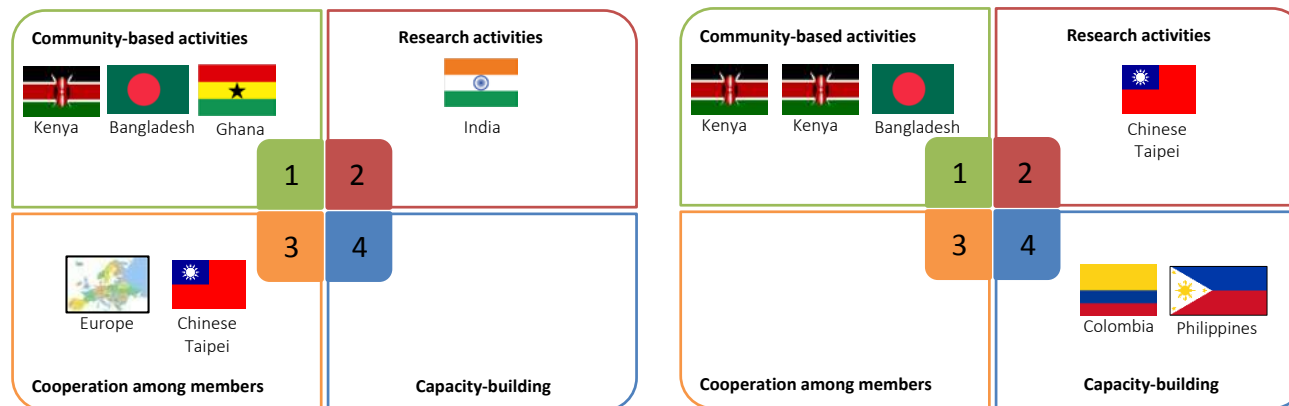 Community-based activities
Research activities
Kenya
Bangladesh
Ghana
India
1
2
3
4
Europe
Chinese
Taipei
Cooperation among members
Capacity-building
Community-based activities
Research activities
Kenya
Kenya
Bangladesh
Chinese
Taipei
1
2
3
4
Colombia
Philippines
Cooperation among members
Capacity-building